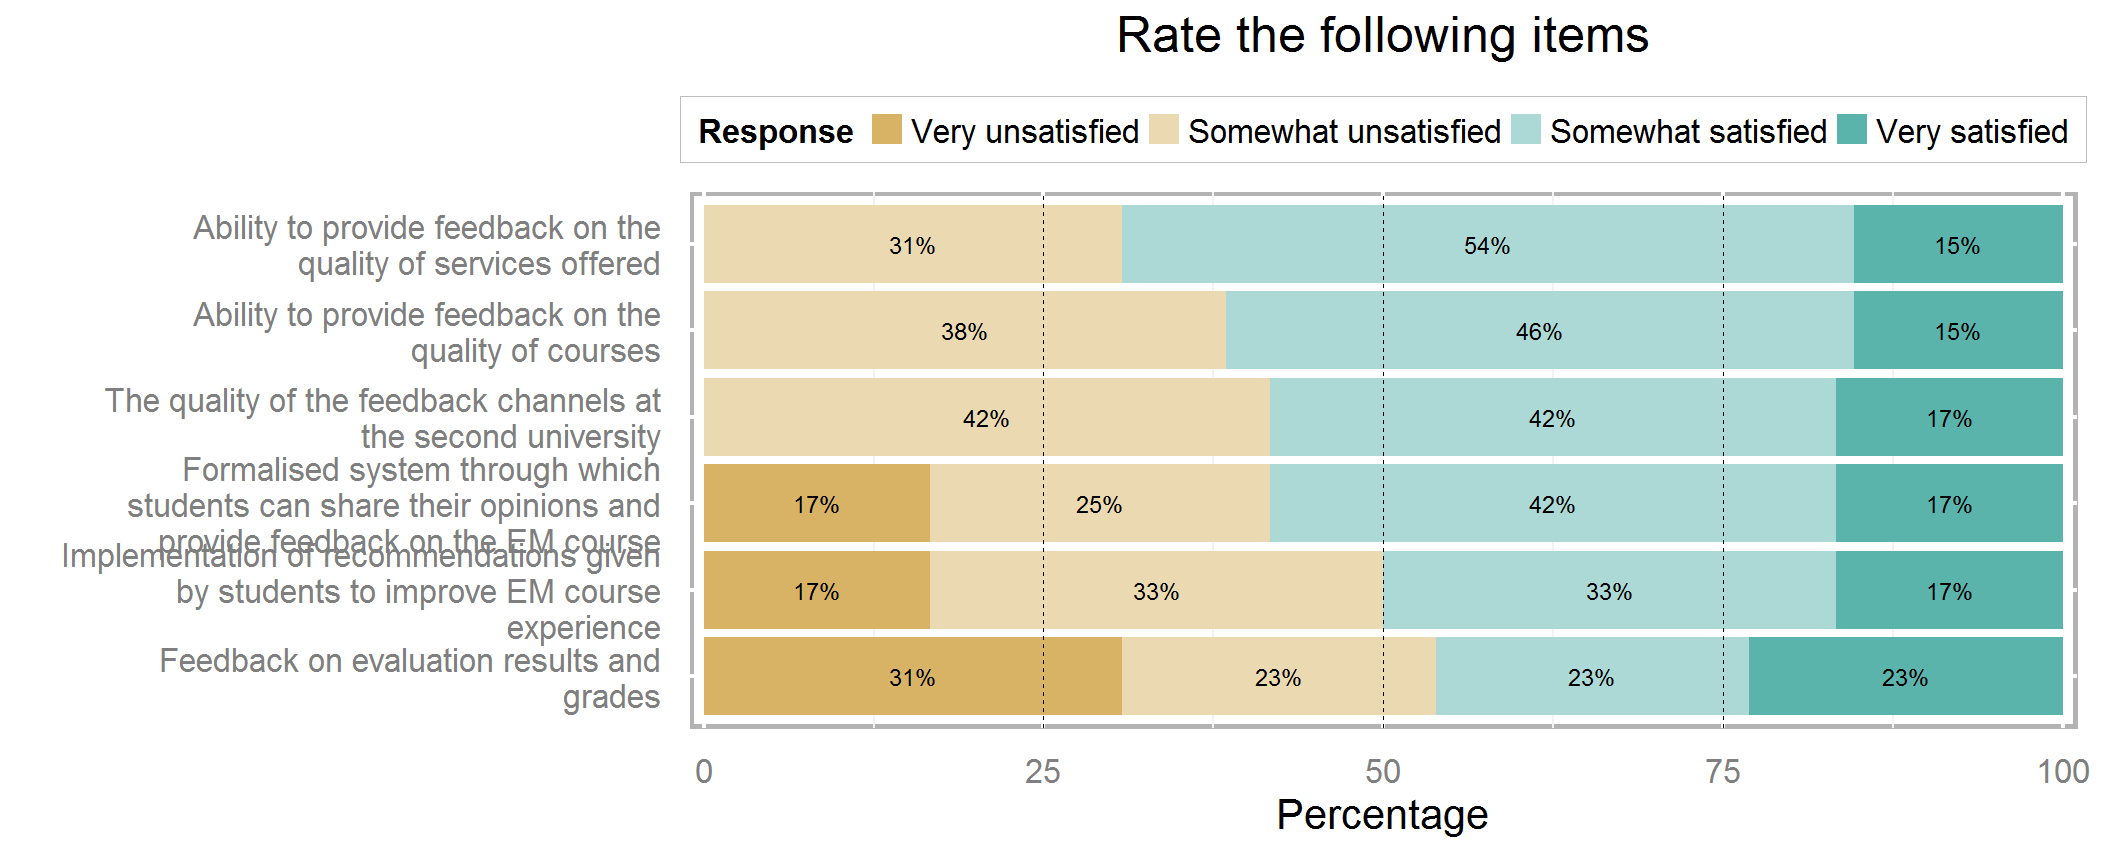 Rate the following items
Response Very unsatisfied Somewhat unsatisfied Somewhat satisfied Very satisfied
Ability to provide feedback on the
quality of services offered
31% 54% 15%
Ability to provide feedback on the
quality of courses
38% 46% 15%
The quality of the feedback channels at
the second university
42% 42% 17%
Formalised system through which
students can share their opinions and
provide feedback on the EM course
17% 25% 42% 17%
Implementation of recommendations given
by students to improve EM course
experience
17% 33% 33% 17%
Feedback on evaluation results and
grades
31% 23% 23% 23%
0 25 50 75 100
Percentage